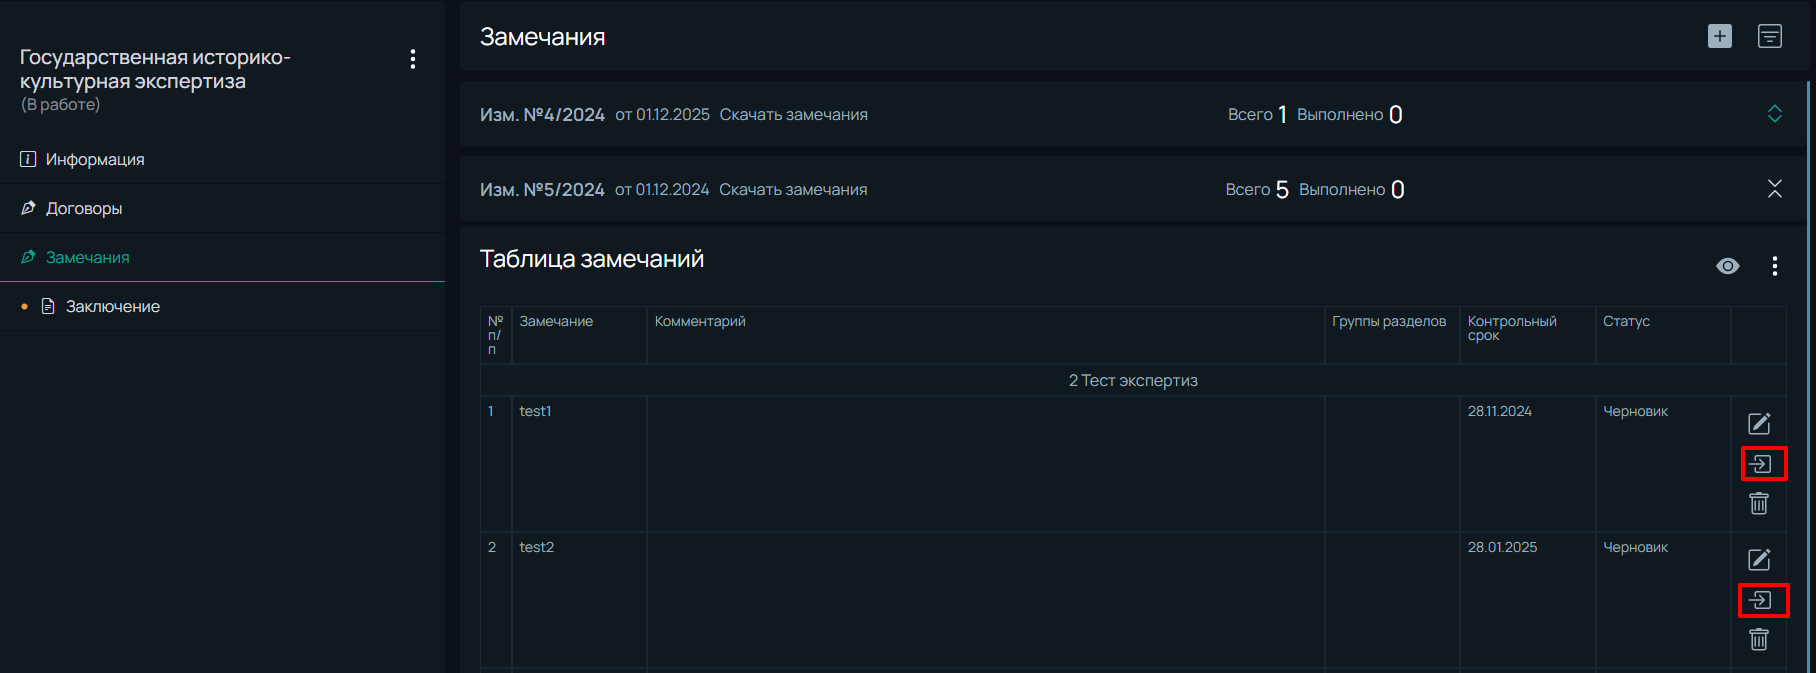 Государственная историко-
культурная экспертиза
(В работе)
Информация
Договоры
Замечания
Заключение
Замечания
Изм. №4/2024 от 01.12.2025 Скачать замечания Всего 1 Выполнено 0
Изм. №5/2024 от 01.12.2024 Скачать замечания Всего 5 Выполнено 0
Таблица замечаний
№ п/п Замечание Комментарий Группы разделов Контрольный срок Статус
2 Тест экспертиз
1 test1 28.11.2024 Черновик
2 test2 28.01.2025 Черновик